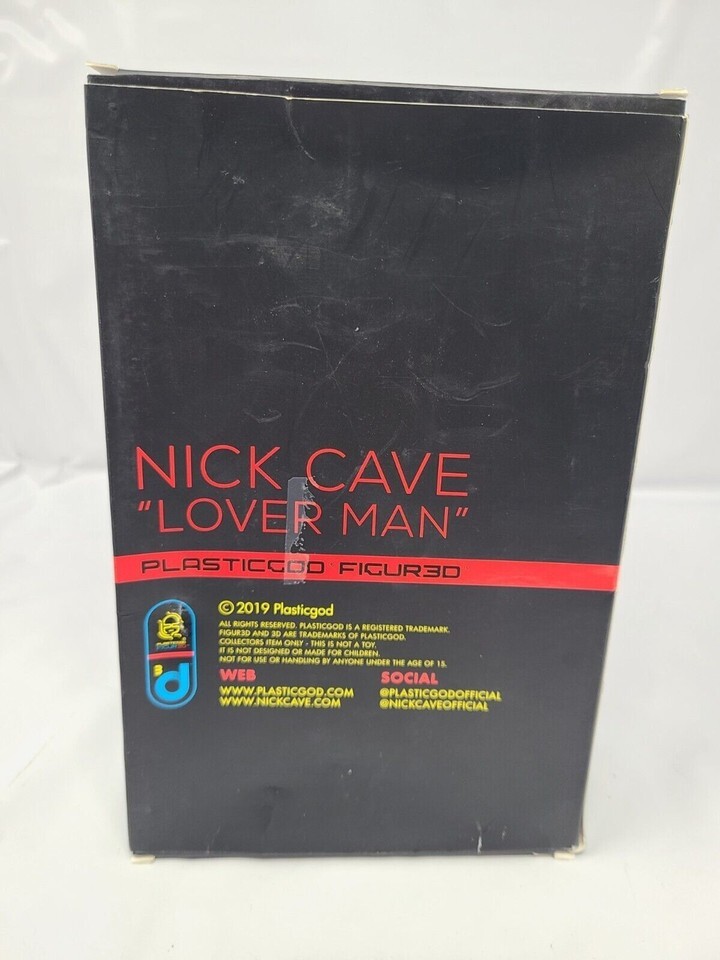 NICK CAVE
"LOVER MAN"
PLASTICGOD FIGUR3D
© 2019 Plasticgod
ALL RIGHTS RESERVED. PLASTICGOD IS A REGISTERED TRADEMARK.
FIGUR3D AND 3D ARE TRADEMARKS OF PLASTICGOD.
COLLECTORS ITEM ONLY - THIS IS NOT A TOY.
IT IS NOT DESIGNED OR MADE FOR CHILDREN.
NOT FOR USE OR HANDLING BY ANYONE UNDER THE AGE OF 15.
3
d
WEB
SOCIAL
WWW.PLASTICGOD.COM
@PLASTICGODOFFICIAL
WWW.NICKCAVE.COM
@NICKCAVEOFFICIAL